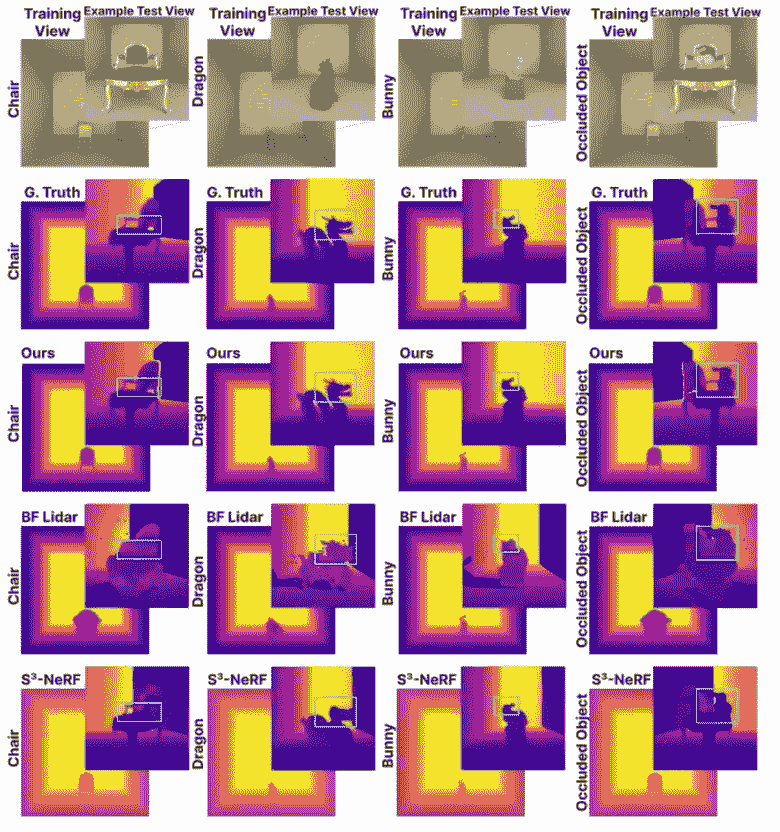 Training View
Example Test View
Training View
Example Test View
Training View
Example Test View
Training View
Example Test View
Chair
Dragon
Bunny
Occluded Object
G. Truth
G. Truth
G. Truth
G. Truth
Chair
Dragon
Bunny
Occluded Object
Ours
Ours
Ours
Ours
Chair
Dragon
Bunny
Occluded Object
BF Lidar
BF Lidar
BF Lidar
BF Lidar
Chair
Dragon
Bunny
Occluded Object
S³-NeRF
S³-NeRF
S³-NeRF
S³-NeRF
Chair
Dragon
Bunny
Occluded Object